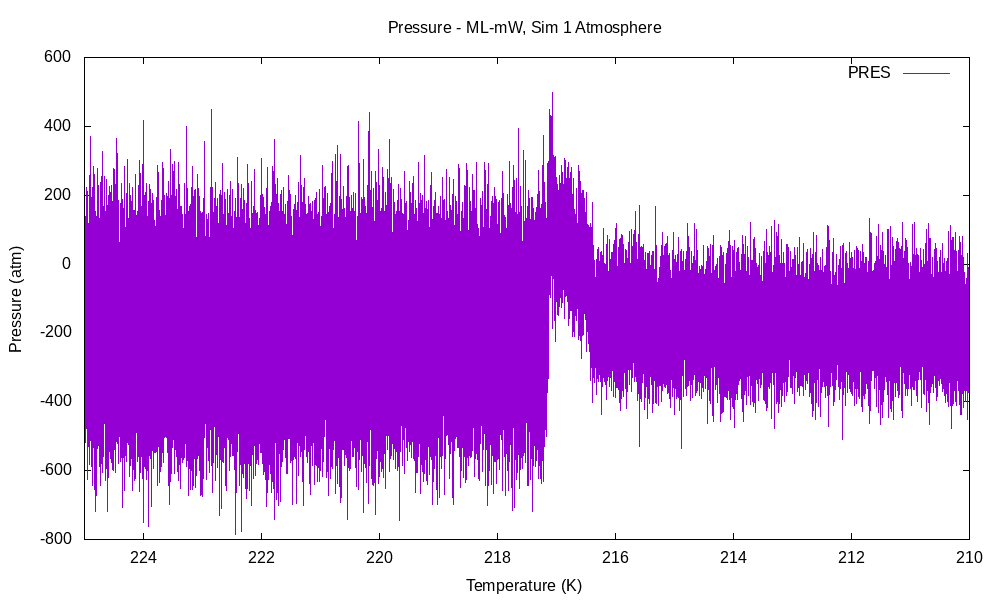 Pressure - ML-mW, Sim 1 Atmosphere
PRES
600
400
200
0
-200
-400
-600
-800
Pressure (atm)
224 222 220 218 216 214 212 210
Temperature (K)